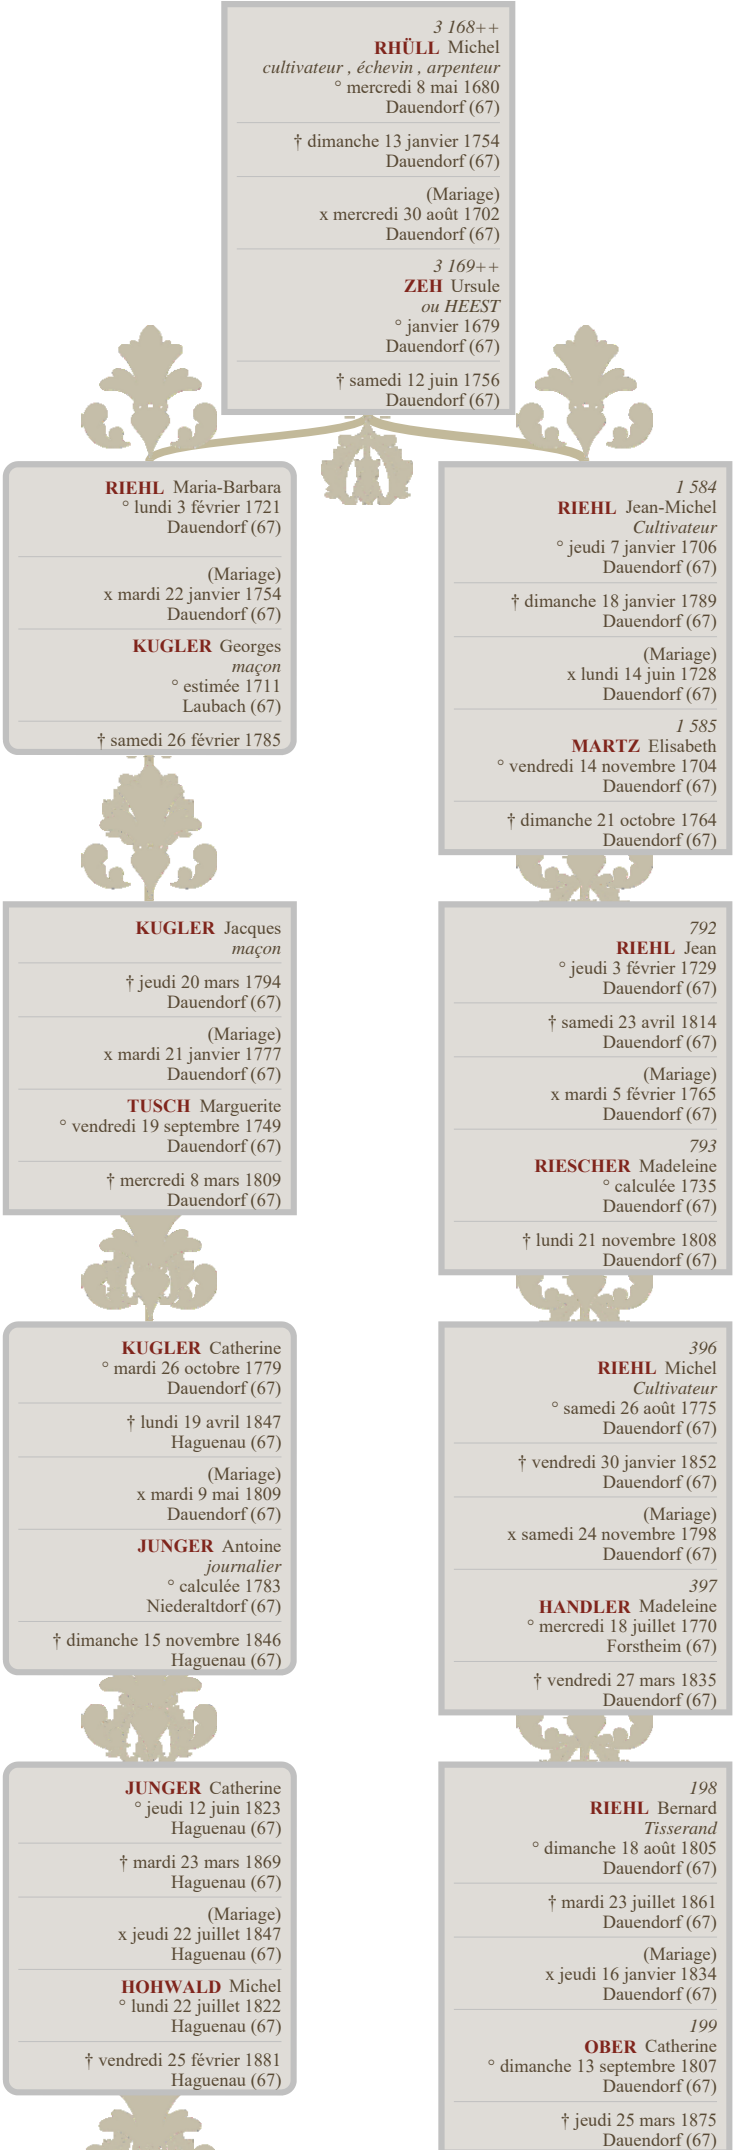 3 168++
RHÜLL Michel
cultivateur , échevin , arpenteur
° mercredi 8 mai 1680
Dauendorf (67)
† dimanche 13 janvier 1754
Dauendorf (67)
(Mariage)
x mercredi 30 août 1702
Dauendorf (67)
3 169++
ZEH Ursule
ou HEEST
° janvier 1679
Dauendorf (67)
† samedi 12 juin 1756
Dauendorf (67)
RIEHL Maria-Barbara
° lundi 3 février 1721
Dauendorf (67)
(Mariage)
x mardi 22 janvier 1754
Dauendorf (67)
KUGLER Georges
maçon
° estimée 1711
Laubach (67)
† samedi 26 février 1785
1 584
RIEHL Jean-Michel
Cultivateur
° jeudi 7 janvier 1706
Dauendorf (67)
† dimanche 18 janvier 1789
Dauendorf (67)
(Mariage)
x lundi 14 juin 1728
Dauendorf (67)
1 585
MARTZ Elisabeth
° vendredi 14 novembre 1704
Dauendorf (67)
† dimanche 21 octobre 1764
Dauendorf (67)
KUGLER Jacques
maçon
† jeudi 20 mars 1794
Dauendorf (67)
(Mariage)
x mardi 21 janvier 1777
Dauendorf (67)
TUSCH Marguerite
° vendredi 19 septembre 1749
Dauendorf (67)
† mercredi 8 mars 1809
Dauendorf (67)
792
RIEHL Jean
° jeudi 3 février 1729
Dauendorf (67)
† samedi 23 avril 1814
Dauendorf (67)
(Mariage)
x mardi 5 février 1765
Dauendorf (67)
793
RIESCHER Madeleine
° calculée 1735
Dauendorf (67)
† lundi 21 novembre 1808
Dauendorf (67)
KUGLER Catherine
° mardi 26 octobre 1779
Dauendorf (67)
† lundi 19 avril 1847
Haguenau (67)
(Mariage)
x mardi 9 mai 1809
Dauendorf (67)
JUNGER Antoine
journalier
° calculée 1783
Niederaltdorf (67)
† dimanche 15 novembre 1846
Haguenau (67)
396
RIEHL Michel
Cultivateur
° samedi 26 août 1775
Dauendorf (67)
† vendredi 30 janvier 1852
Dauendorf (67)
(Mariage)
x samedi 24 novembre 1798
Dauendorf (67)
397
HANDLER Madeleine
° mercredi 18 juillet 1770
Forstheim (67)
† vendredi 27 mars 1835
Dauendorf (67)
JUNGER Catherine
° jeudi 12 juin 1823
Haguenau (67)
† mardi 23 mars 1869
Haguenau (67)
(Mariage)
x jeudi 22 juillet 1847
Haguenau (67)
HOHWALD Michel
° lundi 22 juillet 1822
Haguenau (67)
† vendredi 25 février 1881
Haguenau (67)
198
RIEHL Bernard
Tisserand
° dimanche 18 août 1805
Dauendorf (67)
† mardi 23 juillet 1861
Dauendorf (67)
(Mariage)
x jeudi 16 janvier 1834
Dauendorf (67)
199
OBER Catherine
° dimanche 13 septembre 1807
Dauendorf (67)
† jeudi 25 mars 1875
Dauendorf (67)